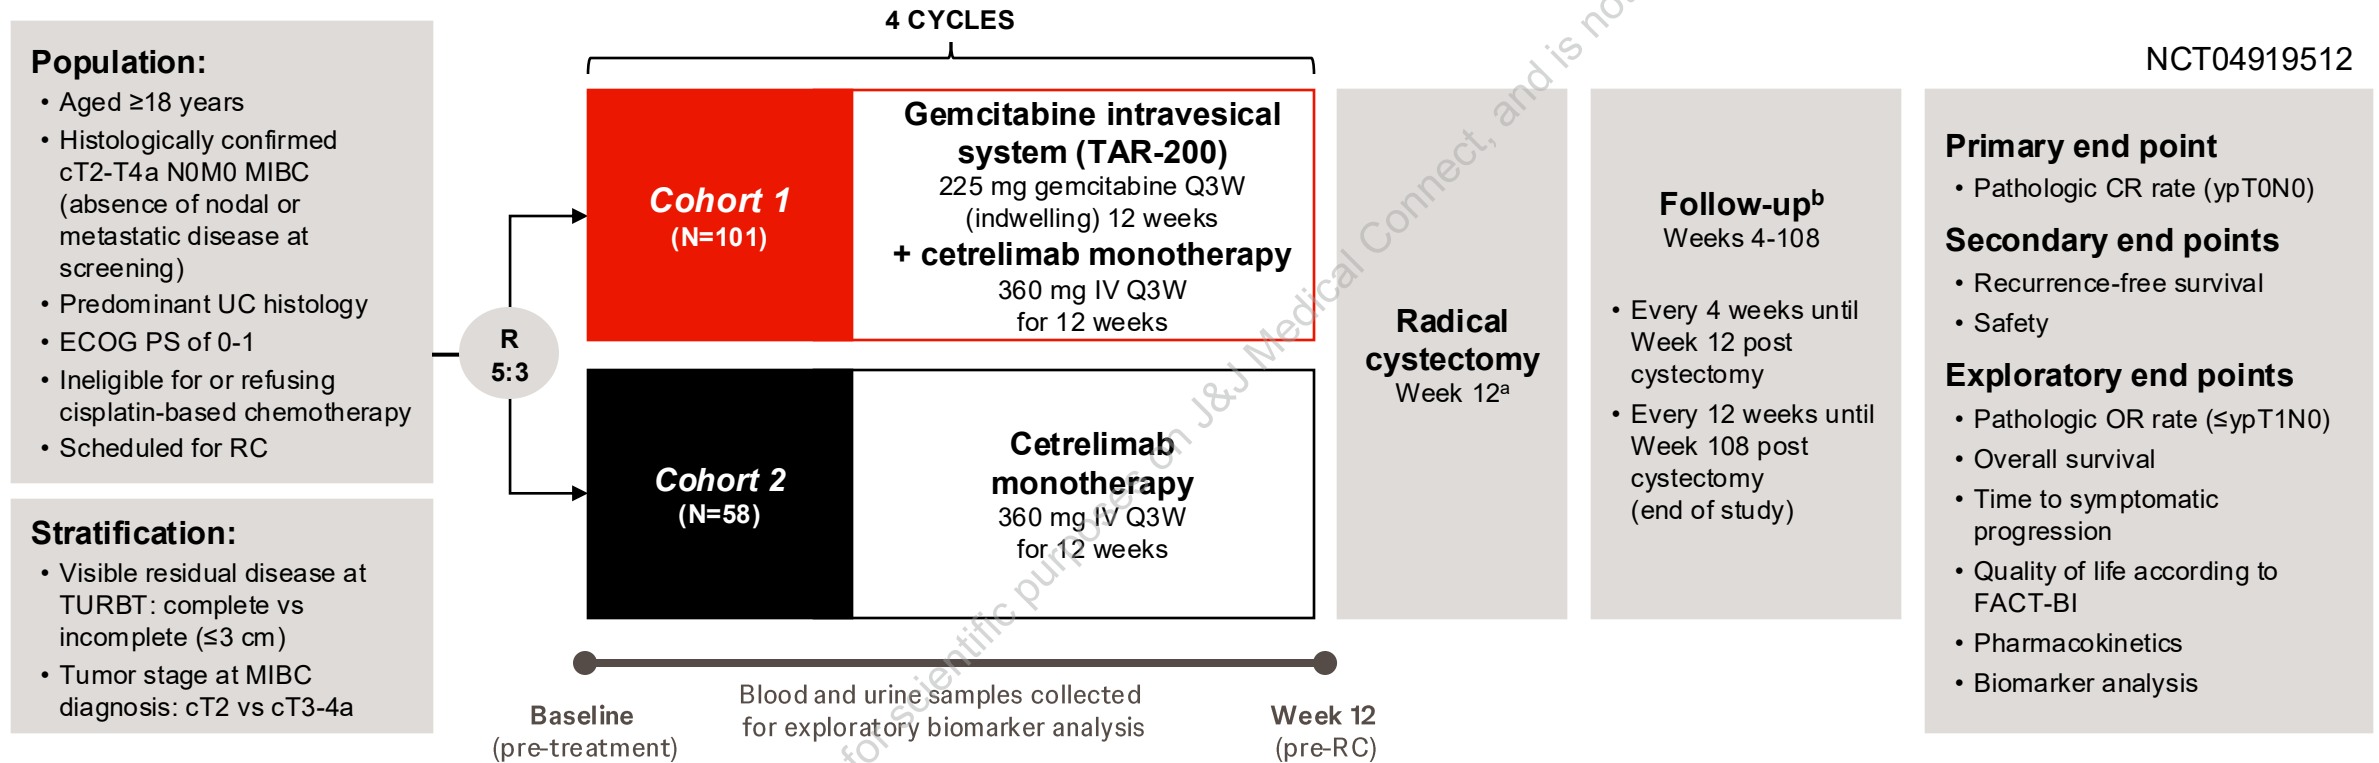 4 CYCLES
NCT04919512
Population:
• Aged ≥18 years
• Histologically confirmed
cT2-T4a N0M0 MIBC
(absence of nodal or
metastatic disease at
screening)
• Predominant UC histology
• ECOG PS of 0-1
• Ineligible for or refusing
cisplatin-based chemotherapy
• Scheduled for RC
Stratification:
• Visible residual disease at
TURBT: complete vs
incomplete (≤3 cm)
• Tumor stage at MIBC
diagnosis: cT2 vs cT3-4a
R
5:3
Cohort 1
(N=101)
Gemcitabine intravesical
system (TAR-200)
225 mg gemcitabine Q3W
(indwelling) 12 weeks
+ cetrelimab monotherapy
360 mg IV Q3W
for 12 weeks
Cohort 2
(N=58)
Cetrelimab
monotherapy
360 mg IV Q3W
for 12 weeks
Baseline
(pre-treatment)
Blood and urine samples collected
for exploratory biomarker analysis
Week 12
(pre-RC)
Radical
cystectomy
Week 12ᵃ
Follow-upᵇ
Weeks 4-108
• Every 4 weeks until
Week 12 post
cystectomy
• Every 12 weeks until
Week 108 post
cystectomy
(end of study)
Primary end point
• Pathologic CR rate (ypT0N0)
Secondary end points
• Recurrence-free survival
• Safety
Exploratory end points
• Pathologic OR rate (≤ypT1N0)
• Overall survival
• Time to symptomatic
progression
• Quality of life according to
FACT-BI
• Pharmacokinetics
• Biomarker analysis
for scientific purposes on J&J Medical Connect, and is not